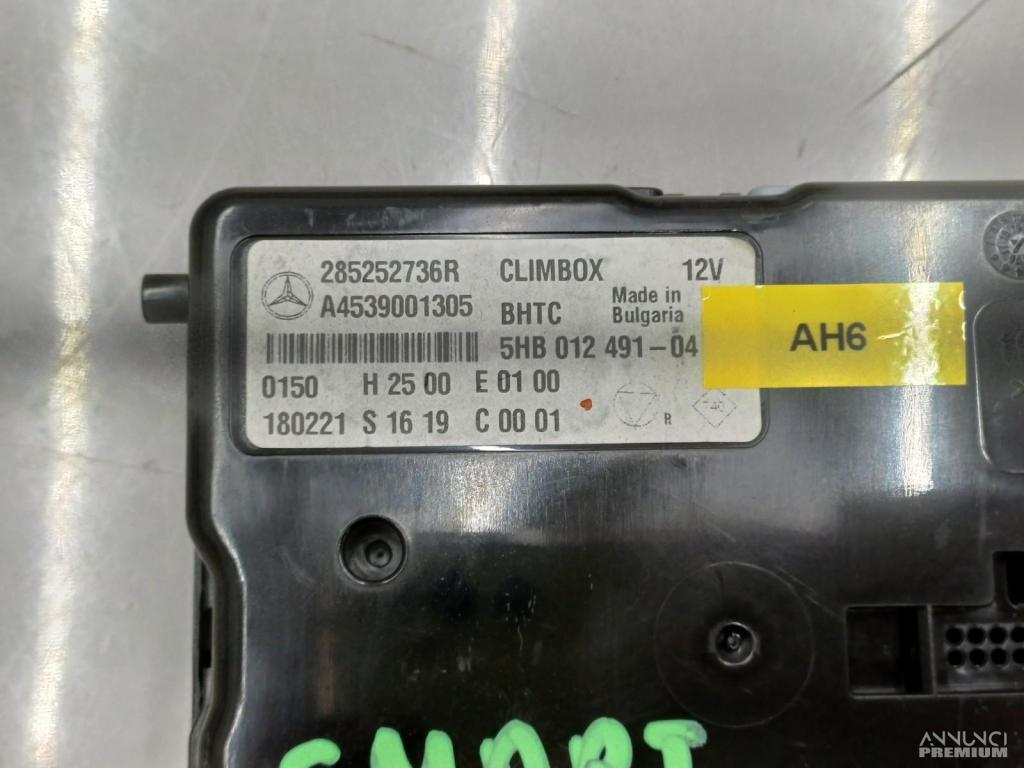 285252736R CLIMBOX 12V
A4539001305 BHTC Made in Bulgaria
5HB 012 491-04
AH6
0150 H 25 00 E 01 00
180221 S 16 19 C 00 01
R
SMART
ANNUNCI
PREMIUM